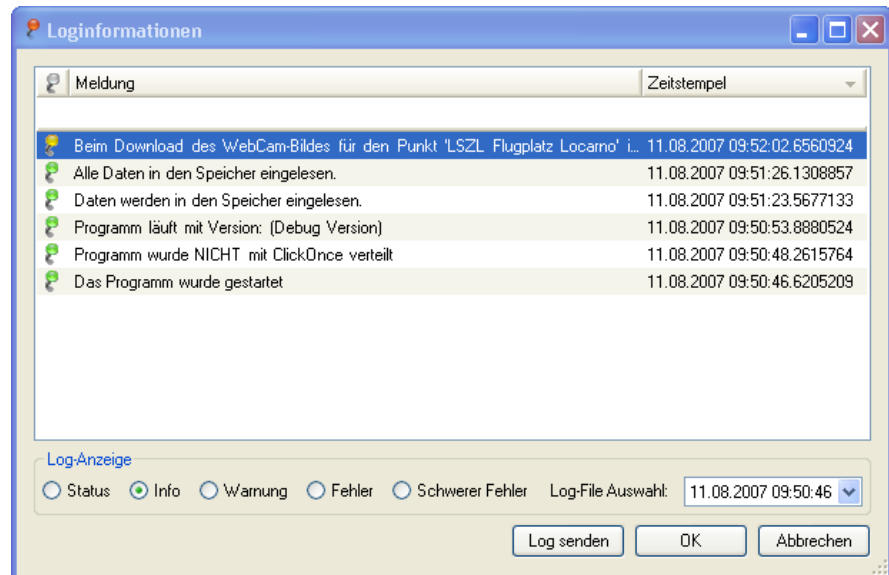 Loginformationen
Meldung Zeitstempel
Beim Download des WebCam-Bildes für den Punkt 'LSZL Flugplatz Locarno' i... 11.08.2007 09:52:02.6560924
Alle Daten in den Speicher eingelesen. 11.08.2007 09:51:26.1308857
Daten werden in den Speicher eingelesen. 11.08.2007 09:51:23.5677133
Programm läuft mit Version: (Debug Version) 11.08.2007 09:50:53.8880524
Programm wurde NICHT mit ClickOnce verteilt 11.08.2007 09:50:48.2615764
Das Programm wurde gestartet 11.08.2007 09:50:46.6205209
Log-Anzeige
Status Info Warnung Fehler Schwerer Fehler Log-File Auswahl: 11.08.2007 09:50:46
Log senden OK Abbrechen